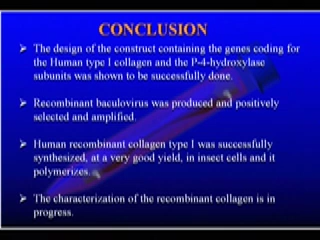 CONCLUSION
➢ The design of the construct containing the genes coding for
the Human type I collagen and the P-4-hydroxylase
subunits was shown to be successfully done.
➢ Recombinant baculovirus was produced and positively
selected and amplified.
➢ Human recombinant collagen type I was successfully
synthesized, at a very good yield, in insect cells and it
polymerizes.
➢ The characterization of the recombinant collagen is in
progress.